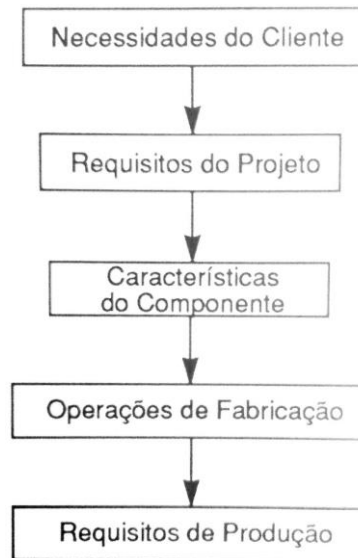 Necessidades do Cliente
Requisitos do Projeto
Características
do Componente
Operações de Fabricação
Requisitos de Produção